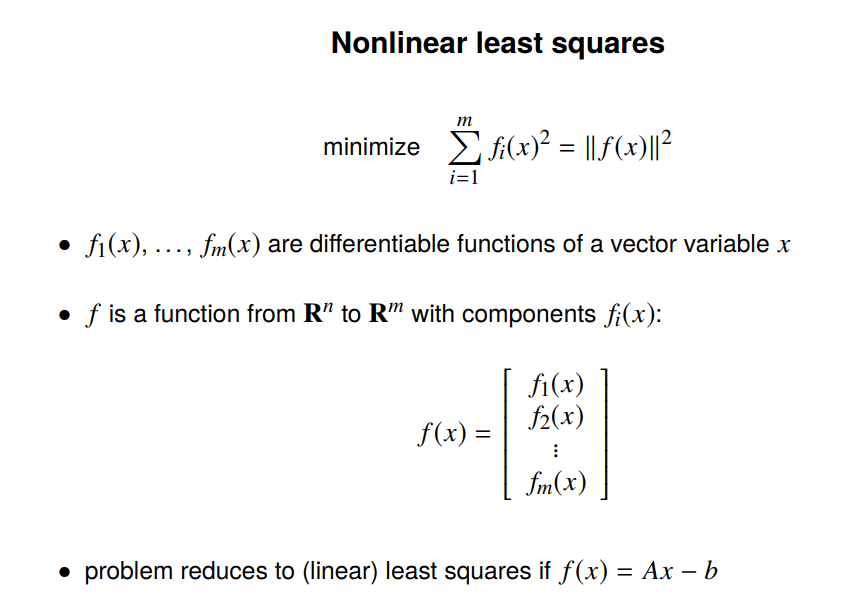 Nonlinear least squares
minimize $\sum_{i=1}^{m} f_i(x)^2 = \|f(x)\|^2$
• $f_1(x), \ldots, f_m(x)$ are differentiable functions of a vector variable $x$
• $f$ is a function from $\mathbf{R}^n$ to $\mathbf{R}^m$ with components $f_i(x)$:
$f(x) = \begin{bmatrix} f_1(x) \\ f_2(x) \\ \vdots \\ f_m(x) \end{bmatrix}$
• problem reduces to (linear) least squares if $f(x) = Ax - b$